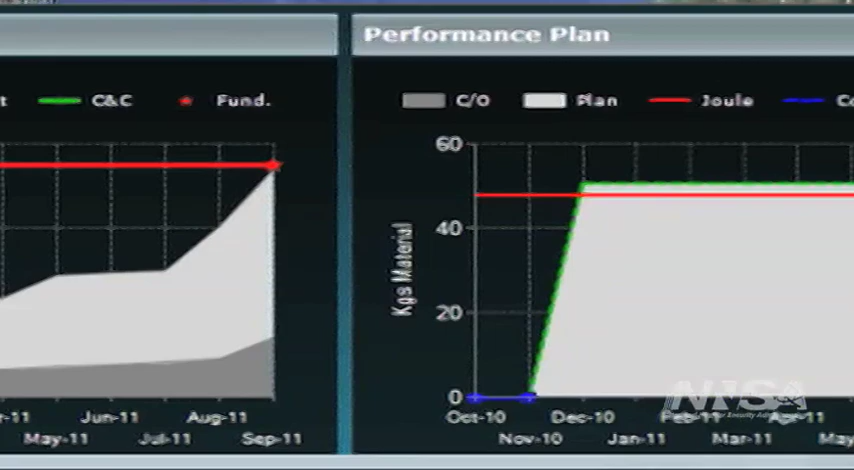 Performance Plan
C&C
Fund.
C/O
Plan
Joule
60
40
20
0
Kgs Material
Jun-11
Aug-11
May-11
Jul-11
Sep-11
Oct-10
Dec-10
Feb-11
Apr-11
Nov-10
Jan-11
Mar-11
NNSA